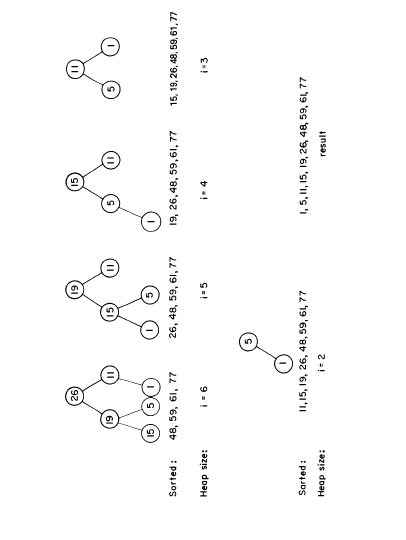 26 19 15 11
19 11 15 11 5 11 5 1
15 5 1 1 5 1
Sorted: 48, 59, 61, 77 26, 48, 59, 61, 77 19, 26, 48, 59, 61, 77 15, 19, 26, 48, 59, 61, 77
Heap size: i = 6 i = 5 i = 4 i = 3
5
1
Sarted: 11, 15, 19, 26, 48, 59, 61, 77 1, 5, 11, 15, 19, 26, 48, 59, 61, 77
Heap size: i = 2 result